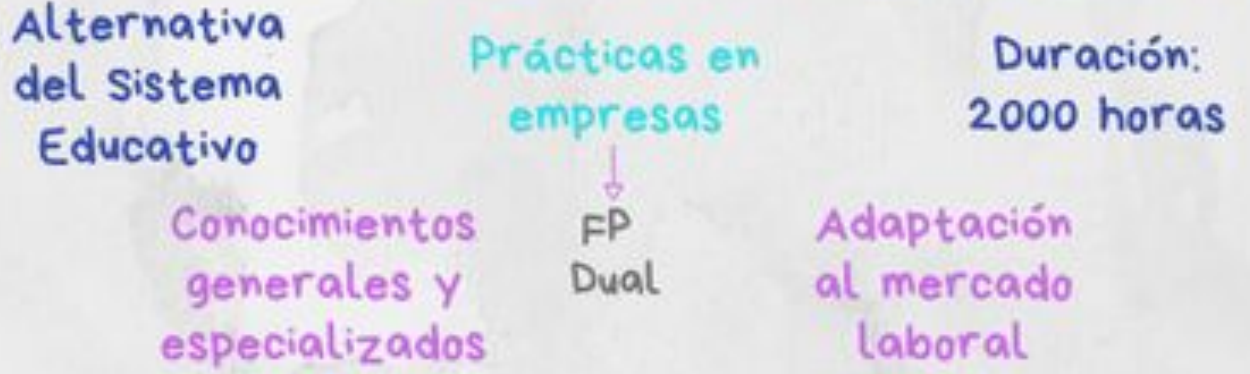 Alternativa
del Sistema
Educativo
Prácticas en
empresas
Duración:
2000 horas
Conocimientos
generales y
especializados
FP
Dual
Adaptación
al mercado
laboral